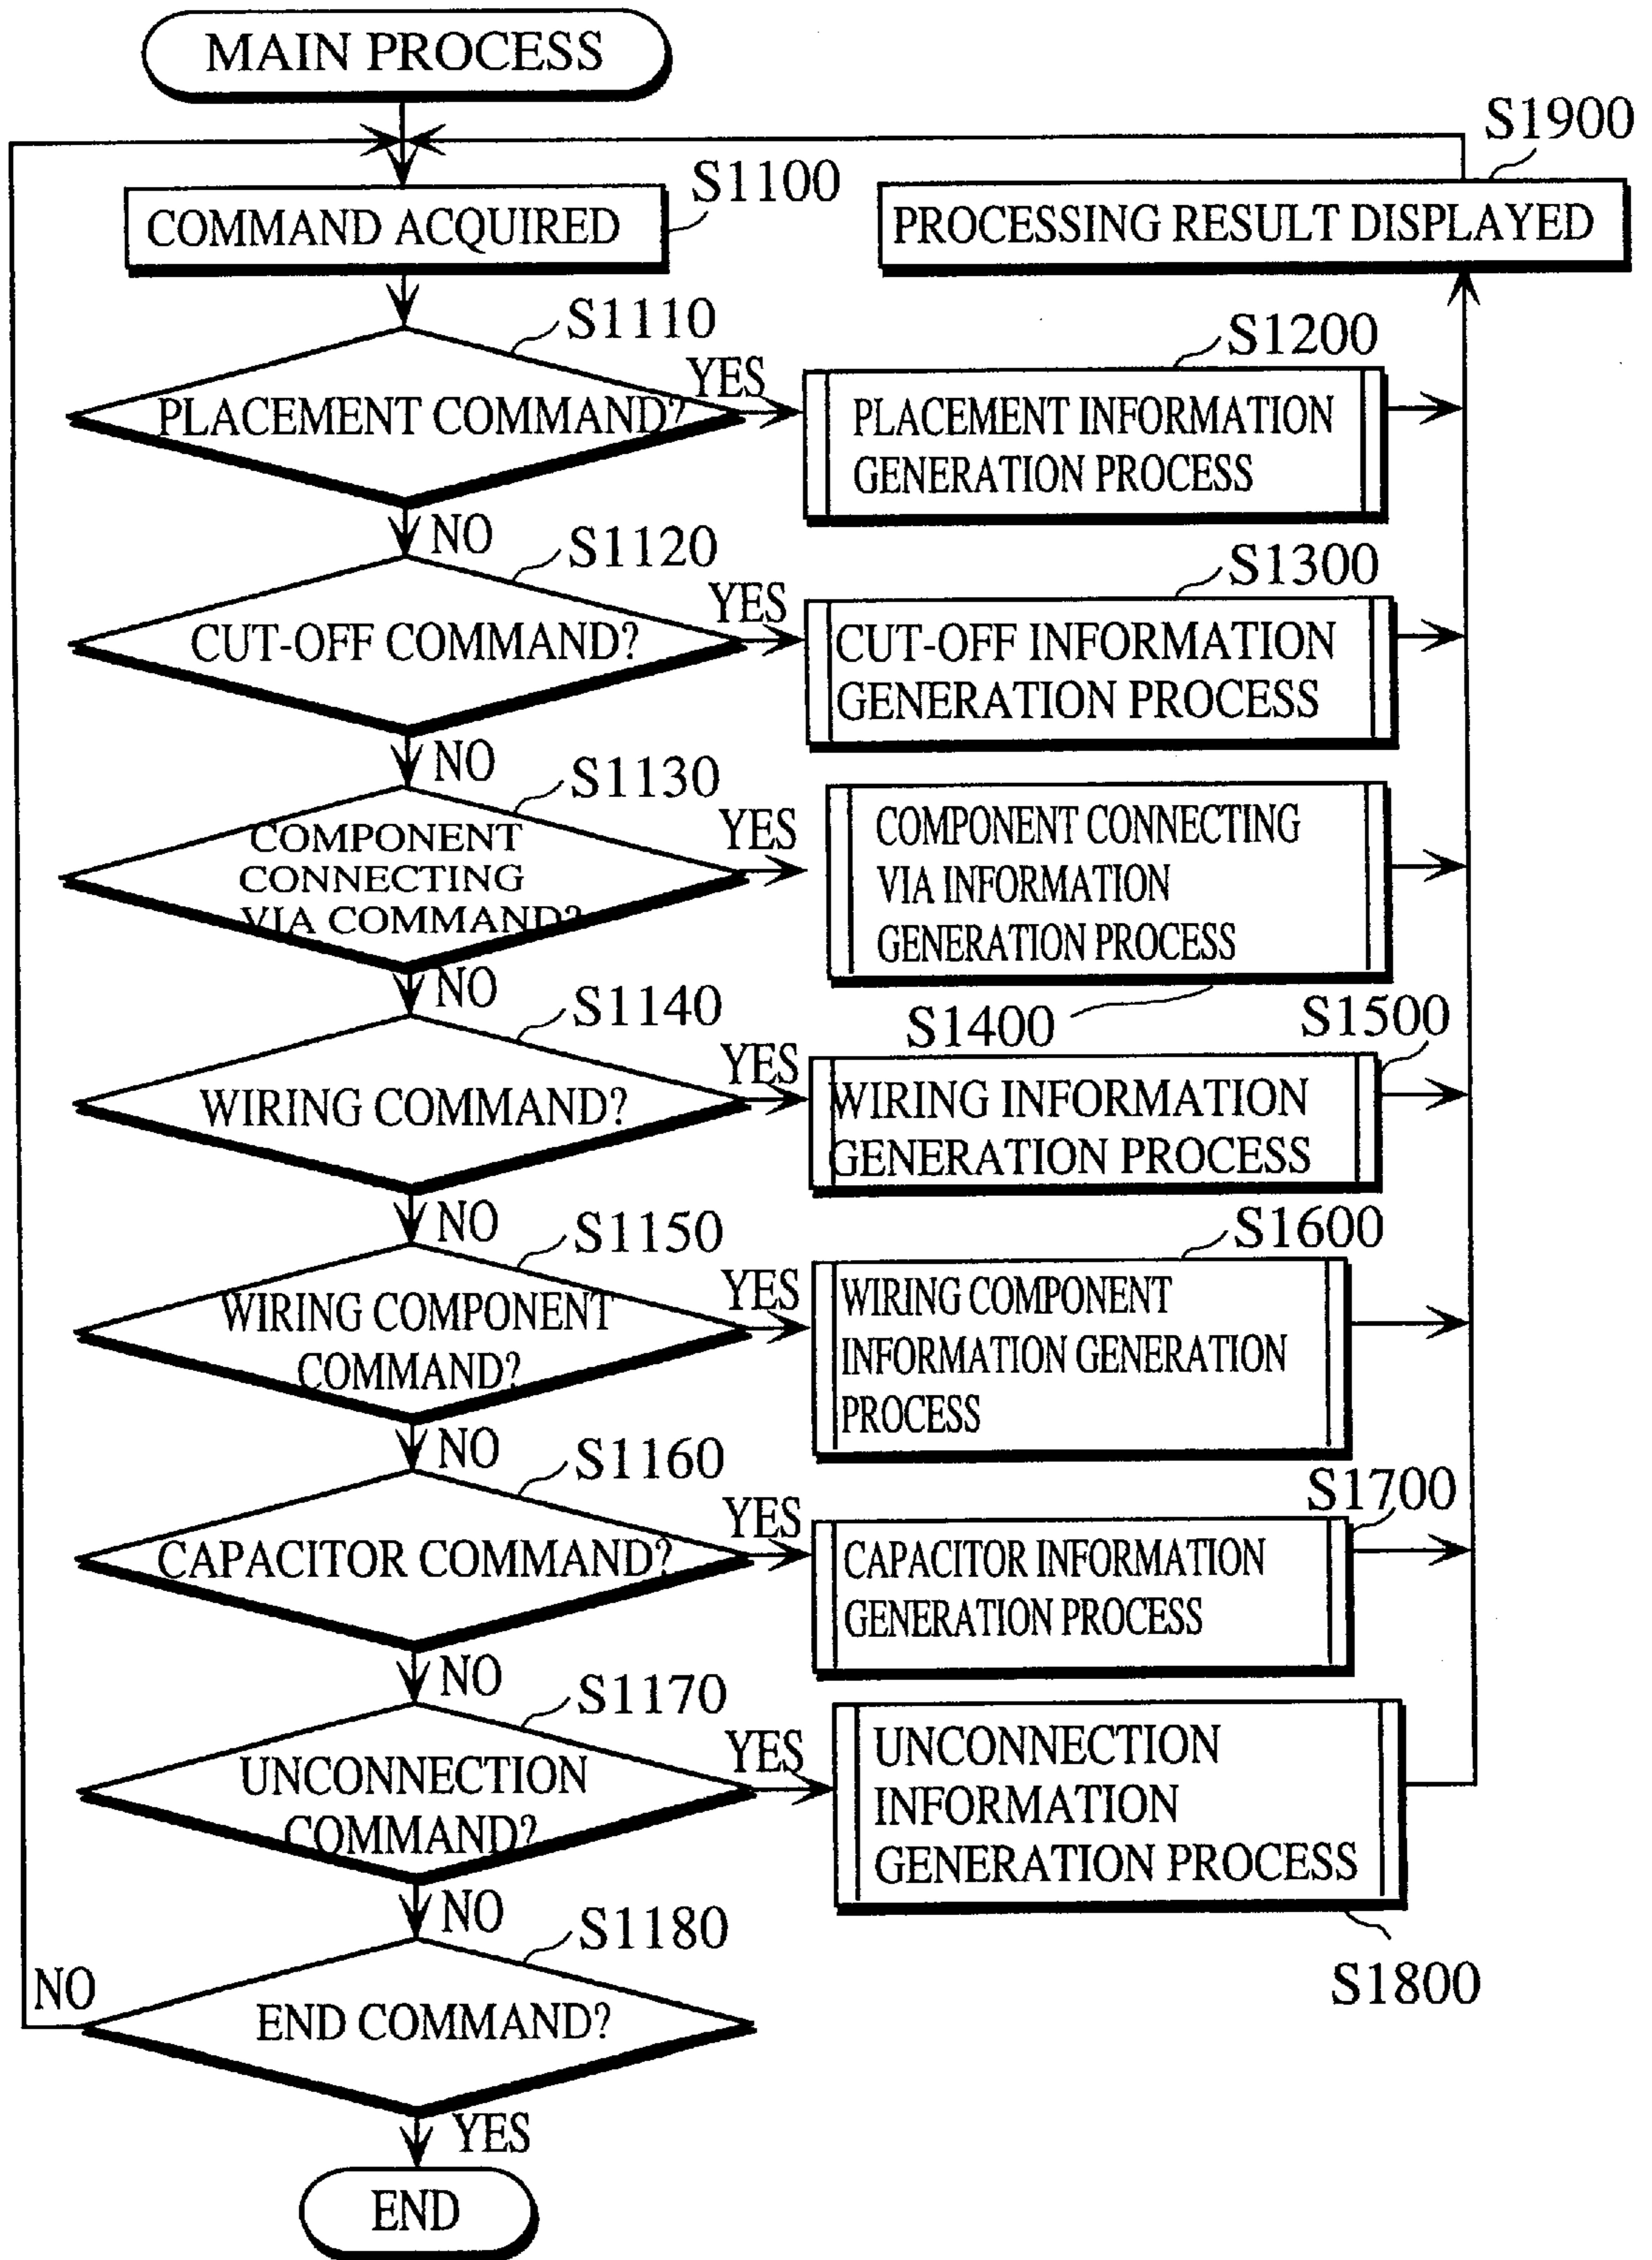 MAIN PROCESS
S1900
S1100
COMMAND ACQUIRED
PROCESSING RESULT DISPLAYED
S1110
S1200
YES
PLACEMENT COMMAND?
PLACEMENT INFORMATION
GENERATION PROCESS
NO
S1120
S1300
YES
CUT-OFF COMMAND?
CUT-OFF INFORMATION
GENERATION PROCESS
NO
S1130
YES
COMPONENT
CONNECTING
VIA COMMAND?
COMPONENT CONNECTING
VIA INFORMATION
GENERATION PROCESS
NO
S1140
S1400
S1500
YES
WIRING COMMAND?
WIRING INFORMATION
GENERATION PROCESS
NO
S1150
S1600
YES
WIRING COMPONENT
COMMAND?
WIRING COMPONENT
INFORMATION GENERATION
PROCESS
NO
S1160
S1700
YES
CAPACITOR COMMAND?
CAPACITOR INFORMATION
GENERATION PROCESS
NO
S1170
YES
UNCONNECTION
COMMAND?
UNCONNECTION
INFORMATION
GENERATION PROCESS
NO
S1180
S1800
NO
END COMMAND?
YES
END